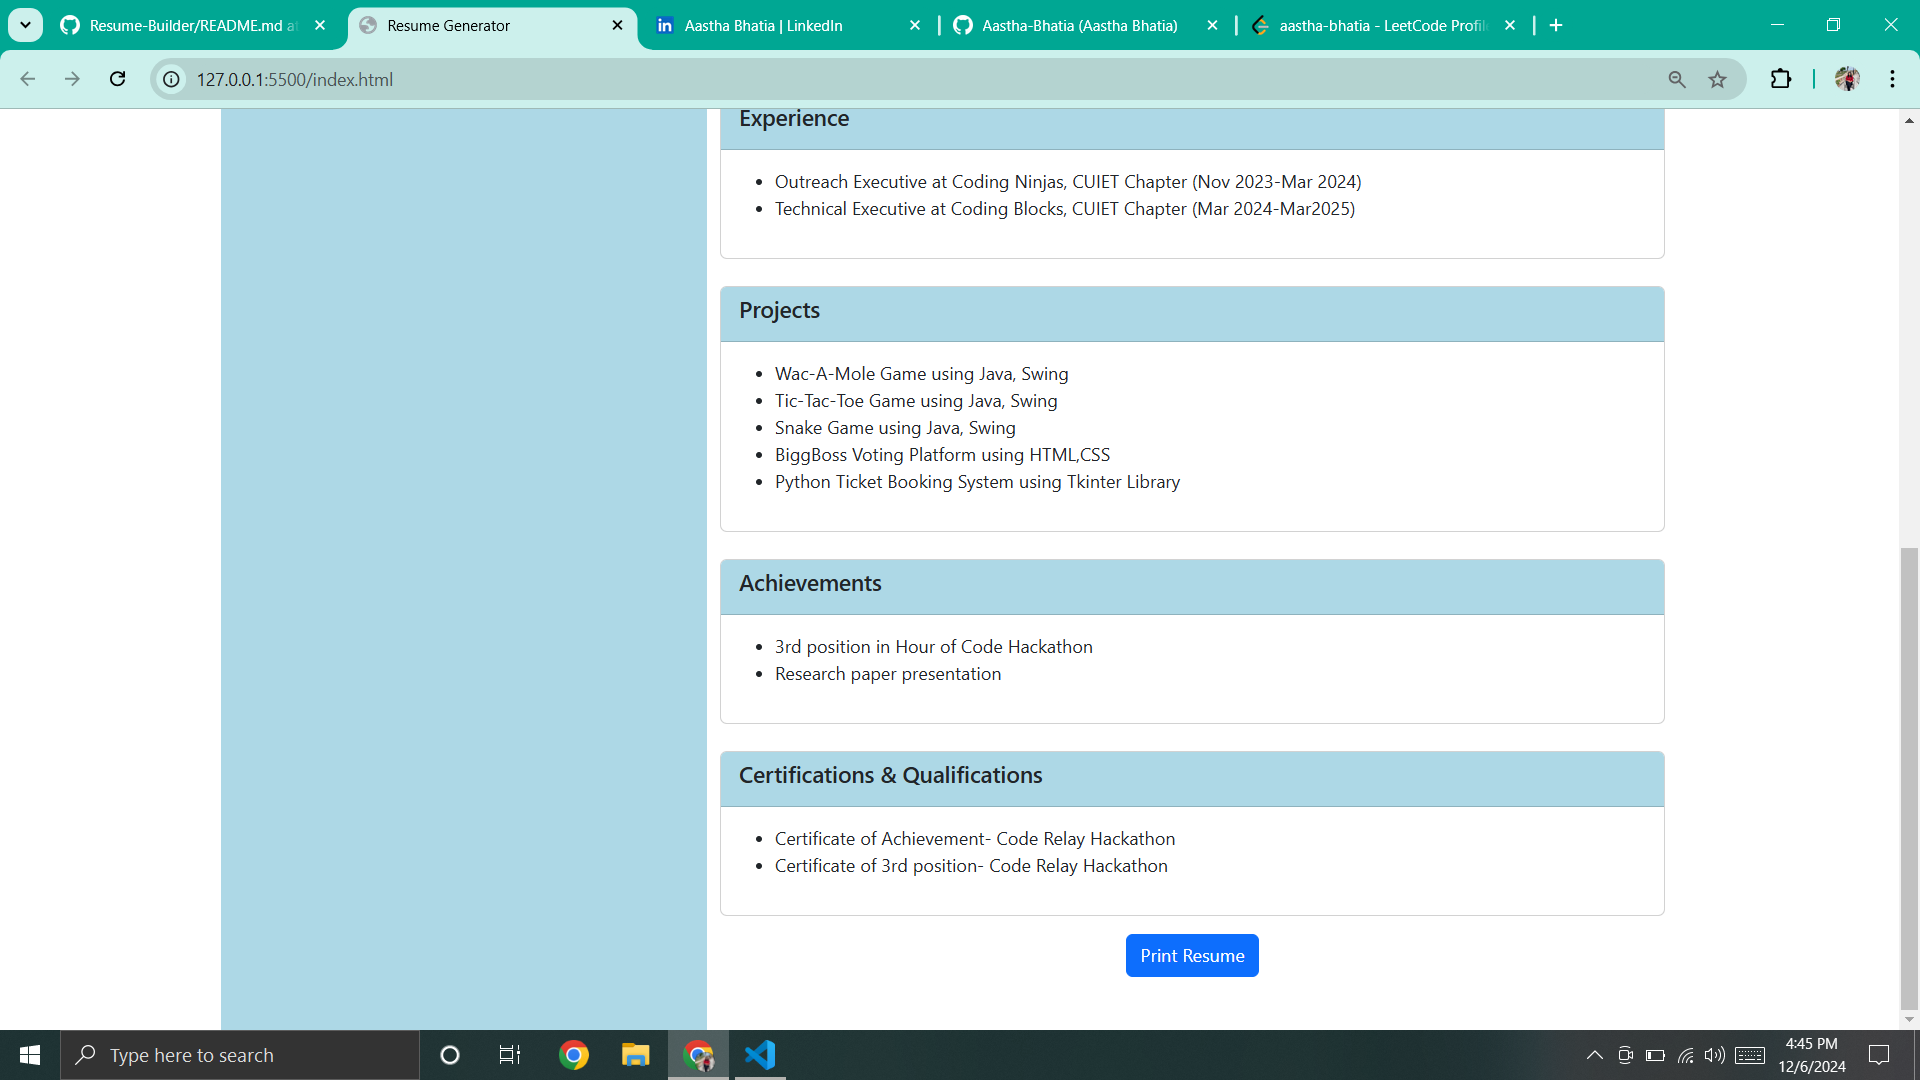 Resume-Builder/README.md at
Resume Generator
Aastha Bhatia | LinkedIn
Aastha-Bhatia (Aastha Bhatia)
aastha-bhatia - LeetCode Profile
127.0.0.1:5500/index.html
Experience
• Outreach Executive at Coding Ninjas, CUIET Chapter (Nov 2023-Mar 2024)
• Technical Executive at Coding Blocks, CUIET Chapter (Mar 2024-Mar2025)
Projects
• Wac-A-Mole Game using Java, Swing
• Tic-Tac-Toe Game using Java, Swing
• Snake Game using Java, Swing
• BiggBoss Voting Platform using HTML,CSS
• Python Ticket Booking System using Tkinter Library
Achievements
• 3rd position in Hour of Code Hackathon
• Research paper presentation
Certifications & Qualifications
• Certificate of Achievement- Code Relay Hackathon
• Certificate of 3rd position- Code Relay Hackathon
Print Resume
Type here to search
4:45 PM
12/6/2024